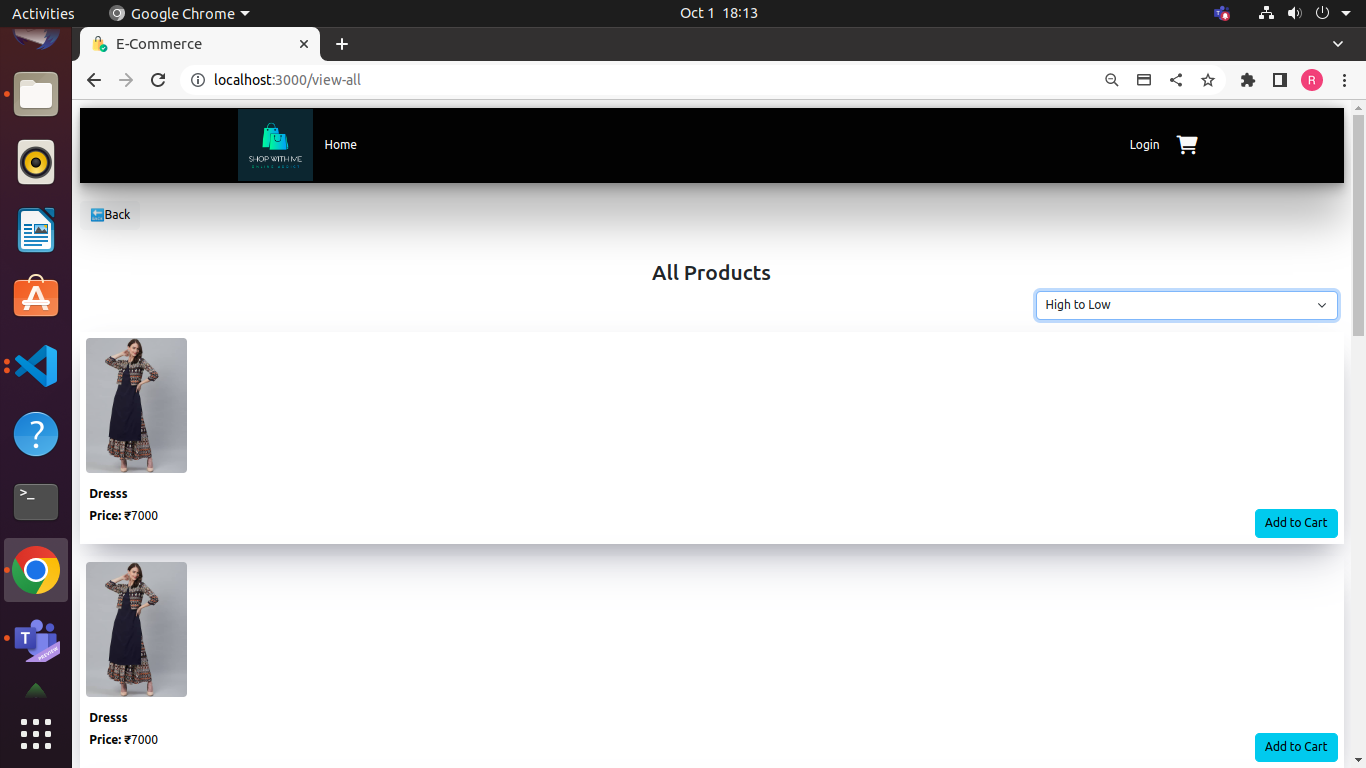 Activities
Google Chrome
Oct 1 18:13
E-Commerce
localhost:3000/view-all
R
SHOP WITH ME
ONLINE ADDICT
Home
Login
Back
All Products
High to Low
Dresss
Price: ₹7000
Add to Cart
Dresss
Price: ₹7000
Add to Cart
>_
T
PREVIEW